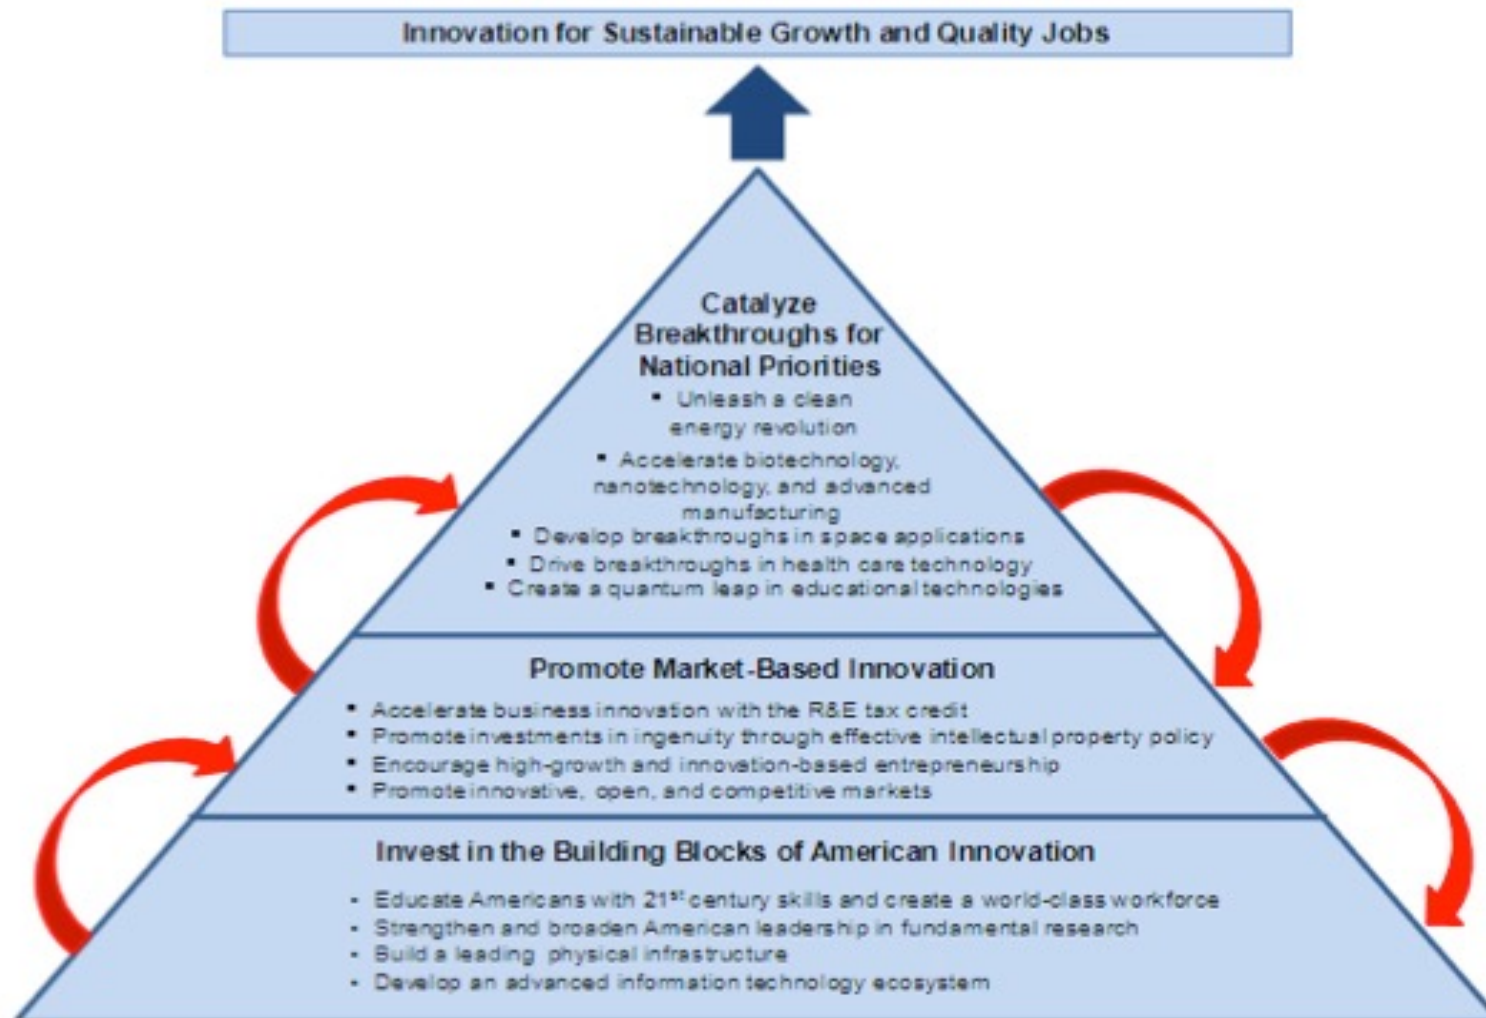 Innovation for Sustainable Growth and Quality Jobs
Catalyze
Breakthroughs for
National Priorities
▪ Unleash a clean
energy revolution
▪ Accelerate biotechnology,
nanotechnology, and advanced
manufacturing
▪ Develop breakthroughs in space applications
▪ Drive breakthroughs in health care technology
▪ Create a quantum leap in educational technologies
Promote Market-Based Innovation
▪ Accelerate business innovation with the R&E tax credit
▪ Promote investments in ingenuity through effective intellectual property policy
▪ Encourage high-growth and innovation-based entrepreneurship
▪ Promote innovative, open, and competitive markets
Invest in the Building Blocks of American Innovation
- Educate Americans with 21st century skills and create a world-class workforce
- Strengthen and broaden American leadership in fundamental research
- Build a leading physical infrastructure
- Develop an advanced information technology ecosystem